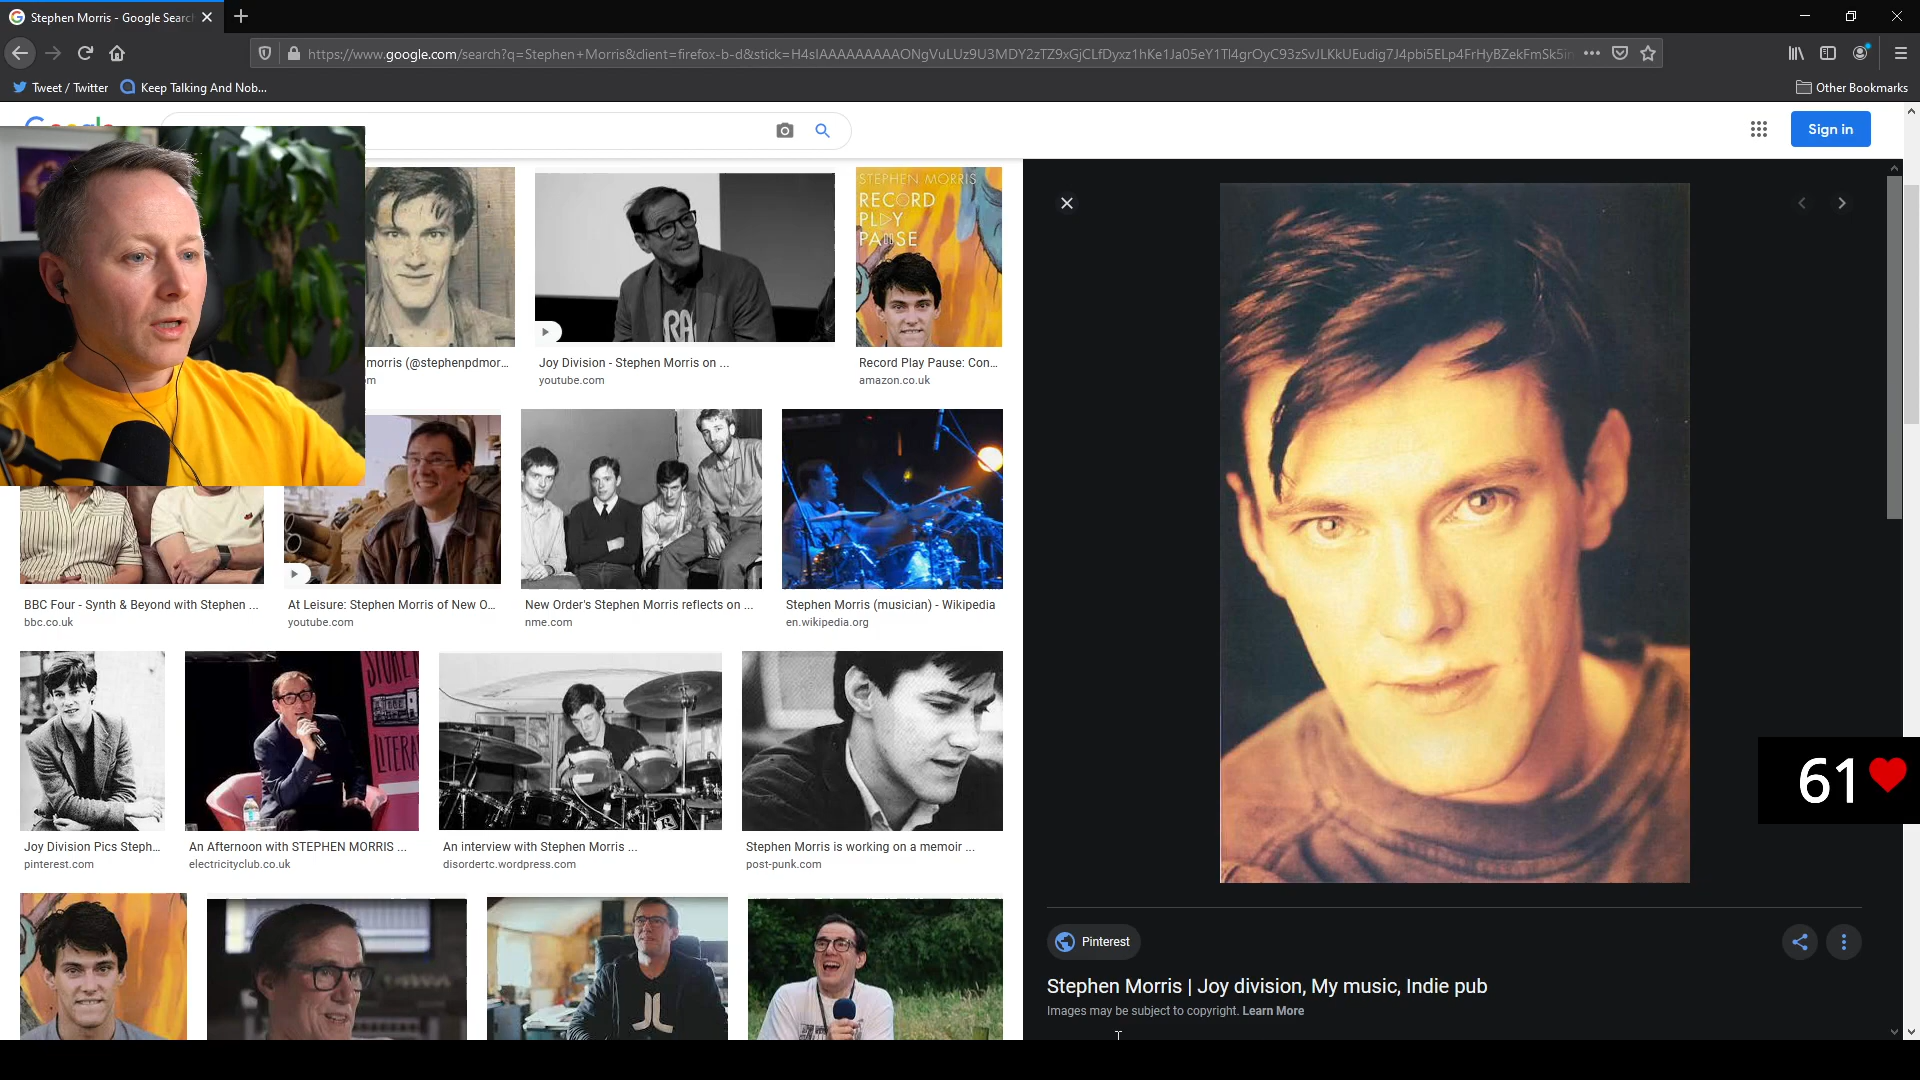 Stephen Morris - Google Searc
https://www.google.com/search?q=Stephen+Morris&client=firefox-b-d&stick=H4sIAAAAAAAAAONgVuLUz9U3MDY2zTZ9xGjCLfDyxz1hKe1Ja05eY1Tl4grOyC93zSvJLKkUEudig7J4pbi5ELp4FrHyBZekFmSk5in
Tweet / Twitter
Keep Talking And Nob...
Other Bookmarks
Sign in
STEPHEN MORRIS
RECORD
PLAY
PAUSE
morris (@stephenpdmor...
Joy Division - Stephen Morris on ...
youtube.com
Record Play Pause: Con...
amazon.co.uk
BBC Four - Synth & Beyond with Stephen ...
bbc.co.uk
At Leisure: Stephen Morris of New O...
youtube.com
New Order's Stephen Morris reflects on ...
nme.com
Stephen Morris (musician) - Wikipedia
en.wikipedia.org
61
Joy Division Pics Steph...
pinterest.com
An Afternoon with STEPHEN MORRIS ...
electricityclub.co.uk
An interview with Stephen Morris ...
disordertc.wordpress.com
Stephen Morris is working on a memoir ...
post-punk.com
Pinterest
Stephen Morris | Joy division, My music, Indie pub
Images may be subject to copyright. Learn More